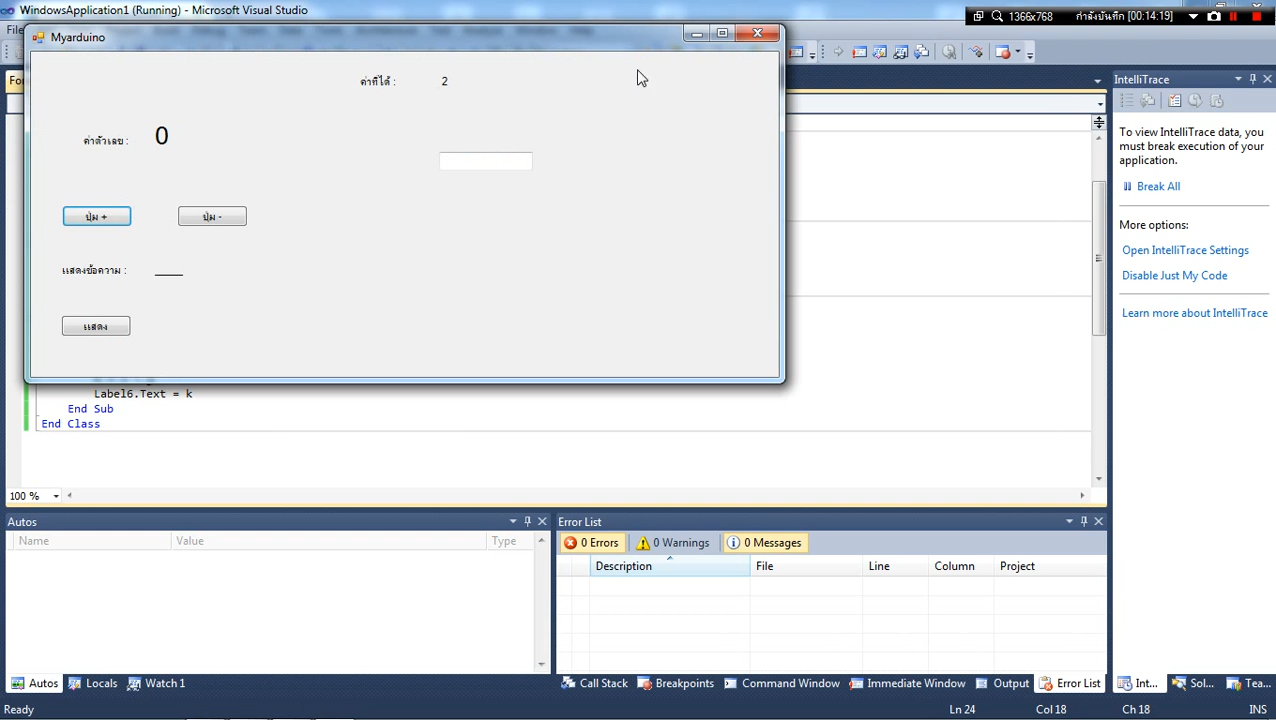 WindowsApplication1 (Running) - Microsoft Visual Studio
1366x768
กำลังบันทึก [00:14:19]
Myarduino
ค่าที่ได้ :
2
ค่าตัวเลข :
0
ปุ่ม +
ปุ่ม -
แสดงข้อความ :
____
แสดง
Label6.Text = k
End Sub
End Class
100 %
IntelliTrace
To view IntelliTrace data, you
must break execution of your
application.
Break All
More options:
Open IntelliTrace Settings
Disable Just My Code
Learn more about IntelliTrace
Autos
Name
Value
Type
Error List
0 Errors
0 Warnings
0 Messages
Description
File
Line
Column
Project
Autos
Locals
Watch 1
Call Stack
Breakpoints
Command Window
Immediate Window
Output
Error List
Int...
Sol...
Tea...
Ready
Ln 24
Col 18
Ch 18
INS